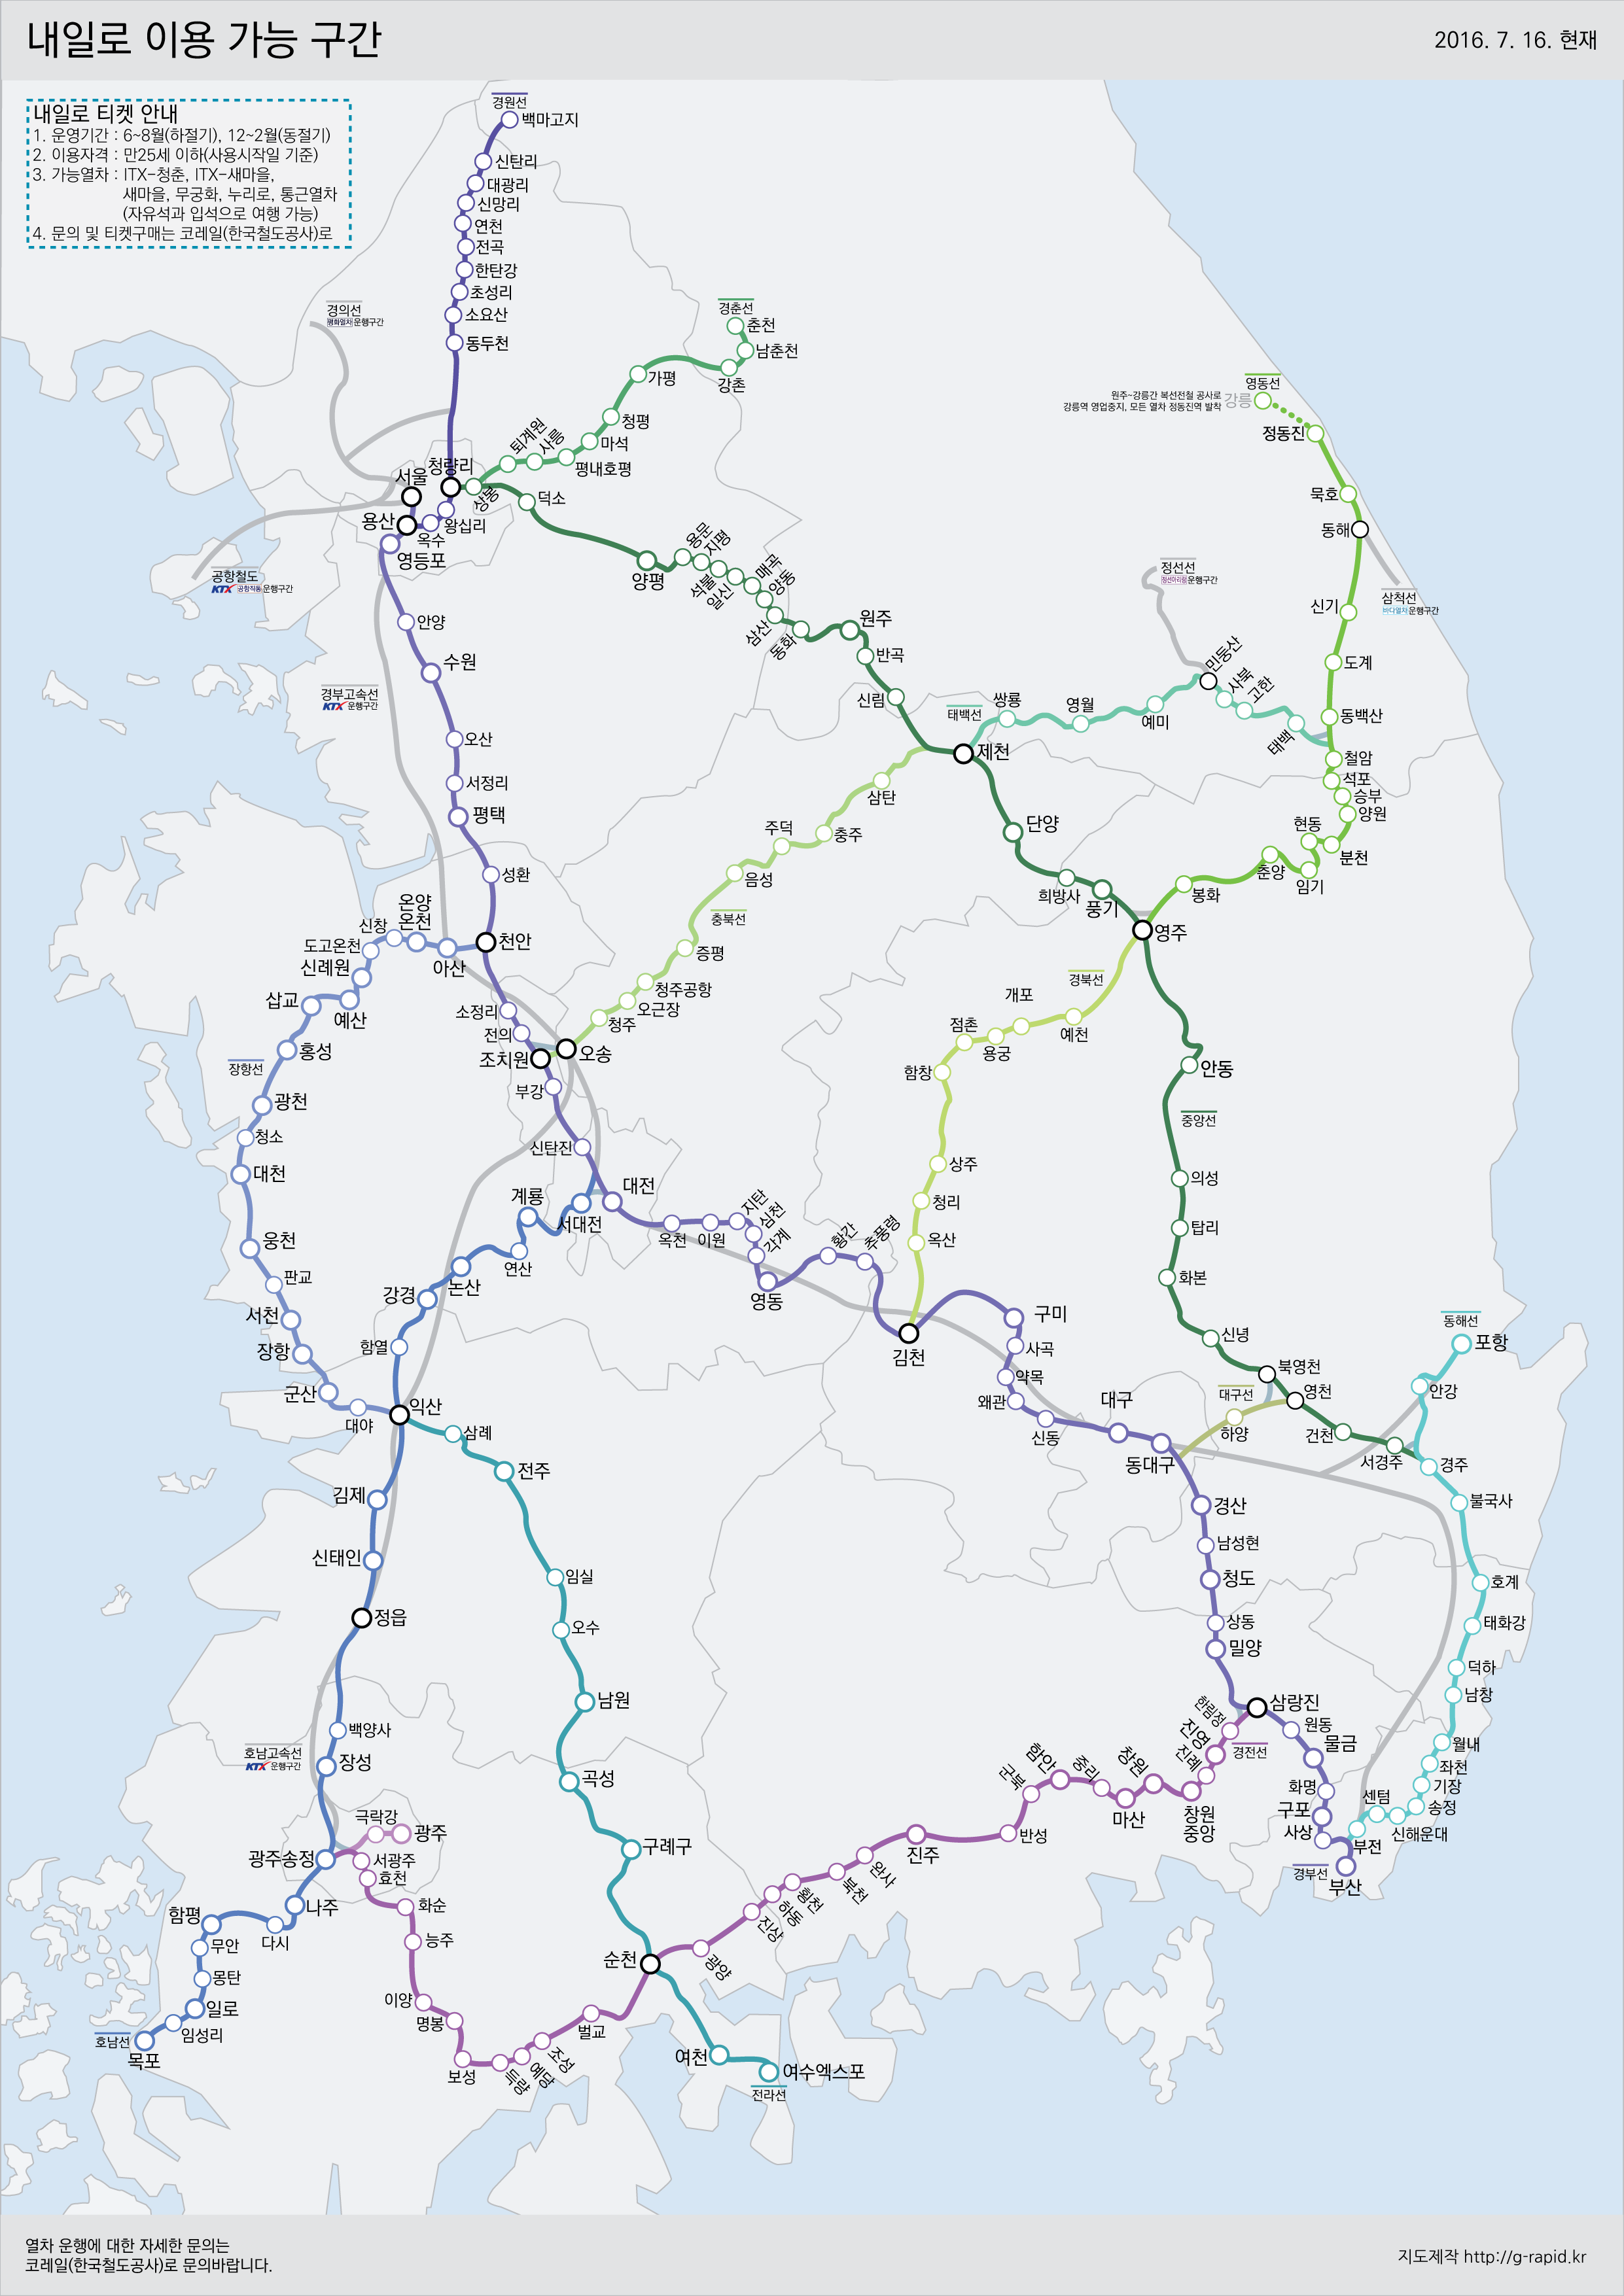 내일로 이용 가능 구간
2016. 7. 16. 현재
내일로 티켓 안내
1. 운영기간 : 6~8월(하절기), 12~2월(동절기)
2. 이용자격 : 만25세 이하(사용시작일 기준)
3. 가능열차 : ITX-청춘, ITX-새마을,
새마을, 무궁화, 누리로, 통근열차
(자유석과 입석으로 여행 가능)
4. 문의 및 티켓구매는 코레일(한국철도공사)로
경원선
백마고지
신탄리
대광리
신망리
연천
전곡
한탄강
초성리
소요산
동두천
경의선
평화열차 운행구간
경춘선
춘천
남춘천
강촌
가평
청평
마석
평내호평
사릉
퇴계원
상봉
청량리
서울
용산
왕십리
옥수
영등포
공항철도
KTX 공항직통 운행구간
덕소
양평
용문
지평
석불
일신
매곡
양동
삼산
동화
원주
반곡
신림
제천
영동선
원주~강릉간 복선전철 공사로
강릉역 영업중지, 모든 열차 정동진역 발착
강릉
정동진
묵호
동해
삼척선
바다열차 운행구간
신기
도계
동백산
철암
석포
승부
양원
분천
현동
임기
춘양
봉화
영주
정선선
정선아리랑 운행구간
민둥산
사북
고한
태백
예미
영월
쌍룡
태백선
안양
수원
경부고속선
KTX 운행구간
오산
서정리
평택
성환
천안
소정리
전의
조치원
오송
부강
신탄진
대전
삼탄
충주
주덕
음성
충북선
증평
청주공항
오근장
청주
단양
희방사
풍기
경북선
개포
예천
점촌
용궁
함창
상주
청리
옥산
김천
안동
중앙선
의성
탑리
화본
신녕
북영천
영천
건천
서경주
온양
온천
신창
도고온천
신례원
아산
삽교
예산
홍성
장항선
광천
청소
대천
웅천
판교
서천
장항
군산
대야
익산
계룡
서대전
연산
논산
강경
함열
옥천
이원
지탄
심천
각계
영동
황간
추풍령
구미
사곡
약목
왜관
신동
대구
동대구
대구선
하양
동해선
포항
안강
경주
불국사
호계
태화강
덕하
남창
월내
좌천
기장
송정
신해운대
센텀
부전
경산
남성현
청도
상동
밀양
삼랑진
원동
물금
화명
구포
사상
경부선
부산
삼례
전주
임실
오수
남원
곡성
구례구
순천
여천
여수엑스포
전라선
김제
신태인
정읍
백양사
장성
호남고속선
KTX 운행구간
극락강
광주
광주송정
서광주
효천
화순
능주
이양
명봉
보성
득량
예당
조성
벌교
나주
다시
함평
무안
몽탄
일로
임성리
호남선
목포
광양
진상
하동
횡천
북천
완사
진주
반성
군북
함안
중리
마산
창원
창원
중앙
진례
진영
한림정
경전선
열차 운행에 대한 자세한 문의는
코레일(한국철도공사)로 문의바랍니다.
지도제작 http://g-rapid.kr